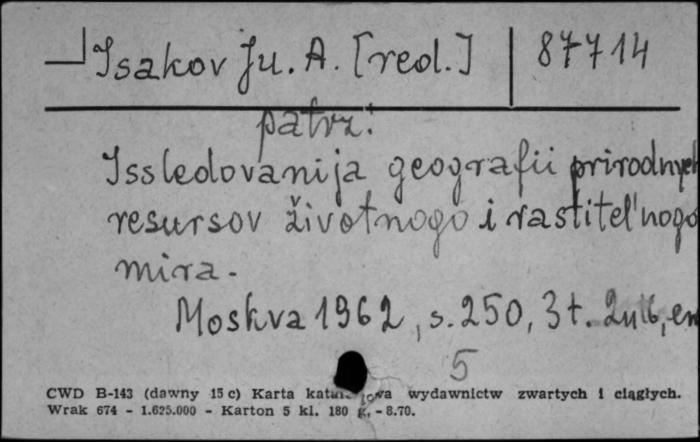 Isakov Ju. A. [red.] 87714
patrz:
Issledovanija geografii prirodnych
resursov životnogo i rastitel'nogo
mira.
Moskva 1962, s. 250, 3 t.
5
CWD B-143 (dawny 15 c) Karta katalogowa wydawnictw zwartych i ciągłych.
Wrak 674 - 1.625.000 - Karton 5 kl. 180 g. - 8.70.